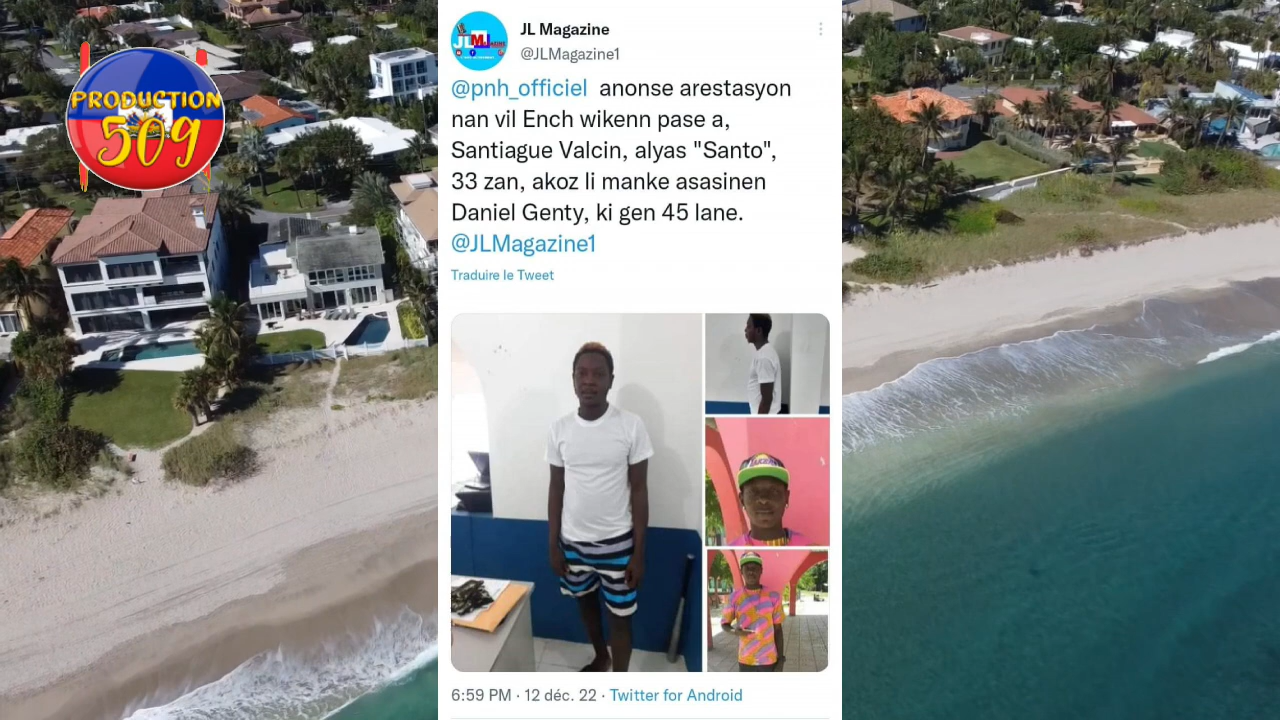 PRODUCTION
509
JL Magazine
@JLMagazine1
@pnh_officiel anonse arestasyon
nan vil Ench wikenn pase a,
Santiague Valcin, alyas "Santo",
33 zan, akoz li manke asasinen
Daniel Genty, ki gen 45 lane.
@JLMagazine1
Traduire le Tweet
6:59 PM · 12 déc. 22 · Twitter for Android